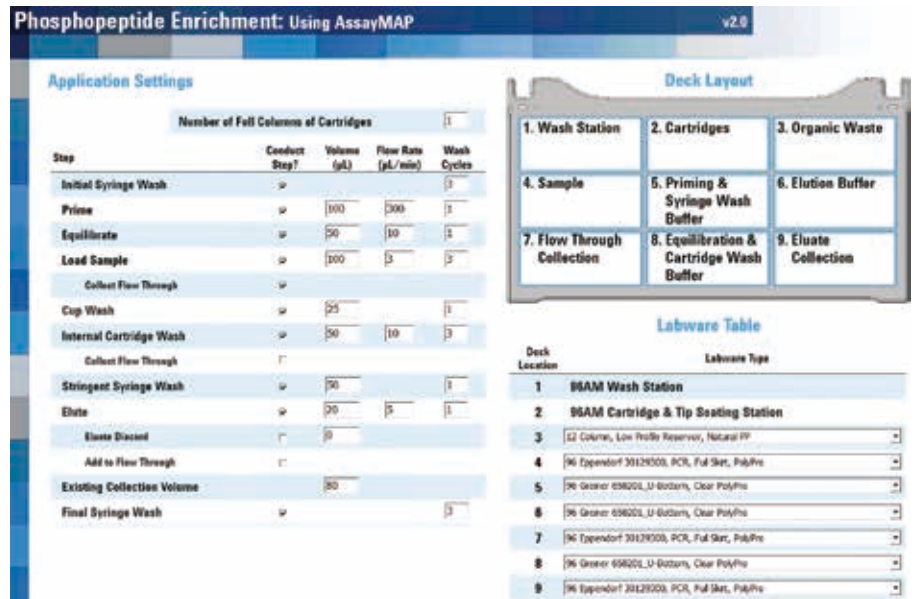 Phosphopeptide Enrichment: Using AssayMAP v2.0
Application Settings
Number of Full Columns of Cartridges 1
Step Conduct Step? Volume (µL) Flow Rate (µL/min) Wash Cycles
Initial Syringe Wash 3
Prime 100 300 1
Equilibrate 50 10 1
Load Sample 100 3 3
Collect Flow Through
Cup Wash 25 1
Internal Cartridge Wash 50 10 3
Collect Flow Through
Stringent Syringe Wash 50 1
Elute 20 5 1
Eluate Discard 0
Add to Flow Through
Existing Collection Volume 80
Final Syringe Wash 3
Deck Layout
1. Wash Station
2. Cartridges
3. Organic Waste
4. Sample
5. Priming &
Syringe Wash
Buffer
6. Elution Buffer
7. Flow Through
Collection
8. Equilibration &
Cartridge Wash
Buffer
9. Eluate
Collection
Labware Table
Deck Location Labware Type
1 96AM Wash Station
2 96AM Cartridge & Tip Seating Station
3 12 Column, Low Profile Reservoir, Natural PP
4 96 Eppendorf 30129300, PCR, Full Skirt, PolyPro
5 96 Greiner 650201_U-Bottom, Clear PolyPro
6 96 Greiner 650201_U-Bottom, Clear PolyPro
7 96 Eppendorf 30129300, PCR, Full Skirt, PolyPro
8 96 Greiner 650201_U-Bottom, Clear PolyPro
9 96 Eppendorf 30129300, PCR, Full Skirt, PolyPro